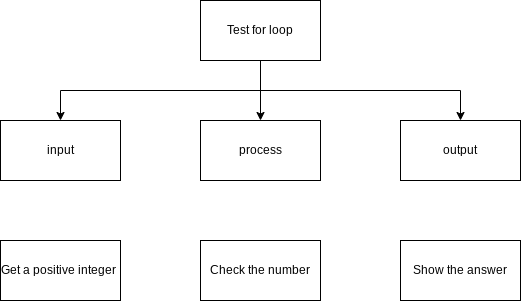 Test for loop
input
process
output
Get a positive integer
Check the number
Show the answer